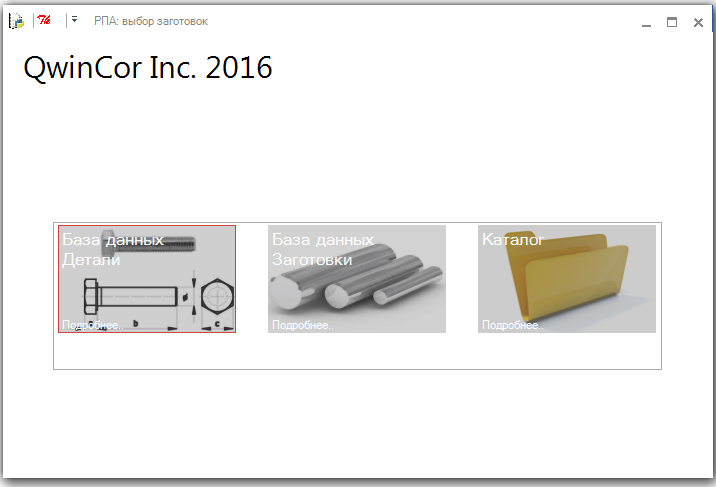 РПА: выбор заготовок
QwinCor Inc. 2016
База данных
Детали
Подробнее..
a
b
c
База данных
Заготовки
Подробнее..
Каталог
Подробнее..